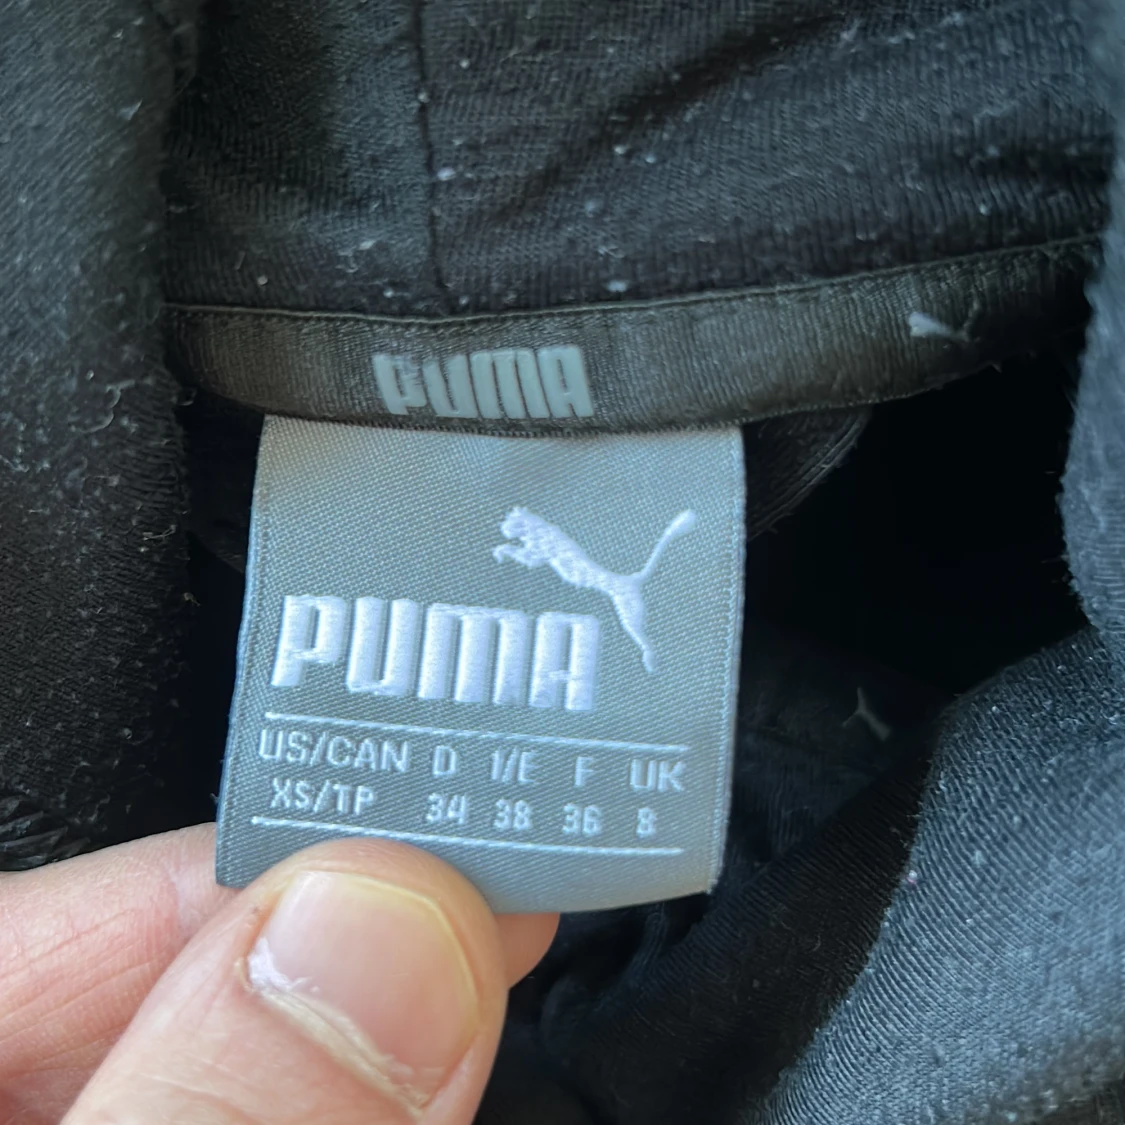 PUMA
PUMA
US/CAN D I/E F UK
XS/TP 34 38 36 8